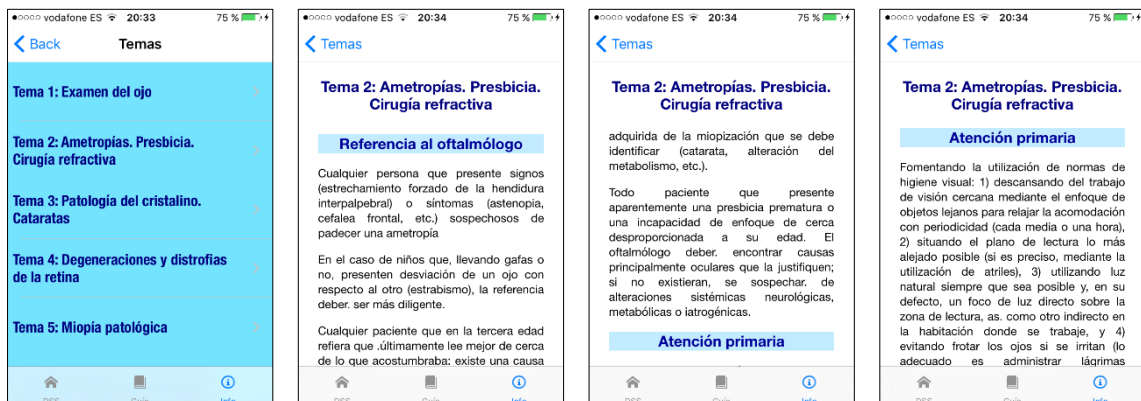 ●○○○○ vodafone ES 20:33 75 %
Back Temas
Tema 1: Examen del ojo
Tema 2: Ametropías. Presbicia.
Cirugía refractiva
Tema 3: Patología del cristalino.
Cataratas
Tema 4: Degeneraciones y distrofias
de la retina
Tema 5: Miopía patológica
●○○○○ vodafone ES 20:34 75 %
Temas
Tema 2: Ametropías. Presbicia.
Cirugía refractiva
Referencia al oftalmólogo
Cualquier persona que presente signos
(estrechamiento forzado de la hendidura
interpalpebral) o síntomas (astenopia,
cefalea frontal, etc.) sospechosos de
padecer una ametropía
En el caso de niños que, llevando gafas o
no, presenten desviación de un ojo con
respecto al otro (estrabismo), la referencia
deber. ser más diligente.
Cualquier paciente que en la tercera edad
refiera que .últimamente lee mejor de cerca
de lo que acostumbraba: existe una causa
●○○○○ vodafone ES 20:34 75 %
Temas
Tema 2: Ametropías. Presbicia.
Cirugía refractiva
adquirida de la miopización que se debe
identificar (catarata, alteración del
metabolismo, etc.).
Todo paciente que presente
aparentemente una presbicia prematura o
una incapacidad de enfoque de cerca
desproporcionada a su edad. El
oftalmólogo deber. encontrar causas
principalmente oculares que la justifiquen;
si no existieran, se sospechar. de
alteraciones sistémicas neurológicas,
metabólicas o iatrogénicas.
Atención primaria
●○○○○ vodafone ES 20:34 75 %
Temas
Tema 2: Ametropías. Presbicia.
Cirugía refractiva
Atención primaria
Fomentando la utilización de normas de
higiene visual: 1) descansando del trabajo
de visión cercana mediante el enfoque de
objetos lejanos para relajar la acomodación
con periodicidad (cada media o una hora),
2) situando el plano de lectura lo más
alejado posible (si es preciso, mediante la
utilización de atriles), 3) utilizando luz
natural siempre que sea posible y, en su
defecto, un foco de luz directo sobre la
zona de lectura, as. como otro indirecto en
la habitación donde se trabaje, y 4)
evitando frotar los ojos si se irritan (lo
adecuado es administrar lágrimas